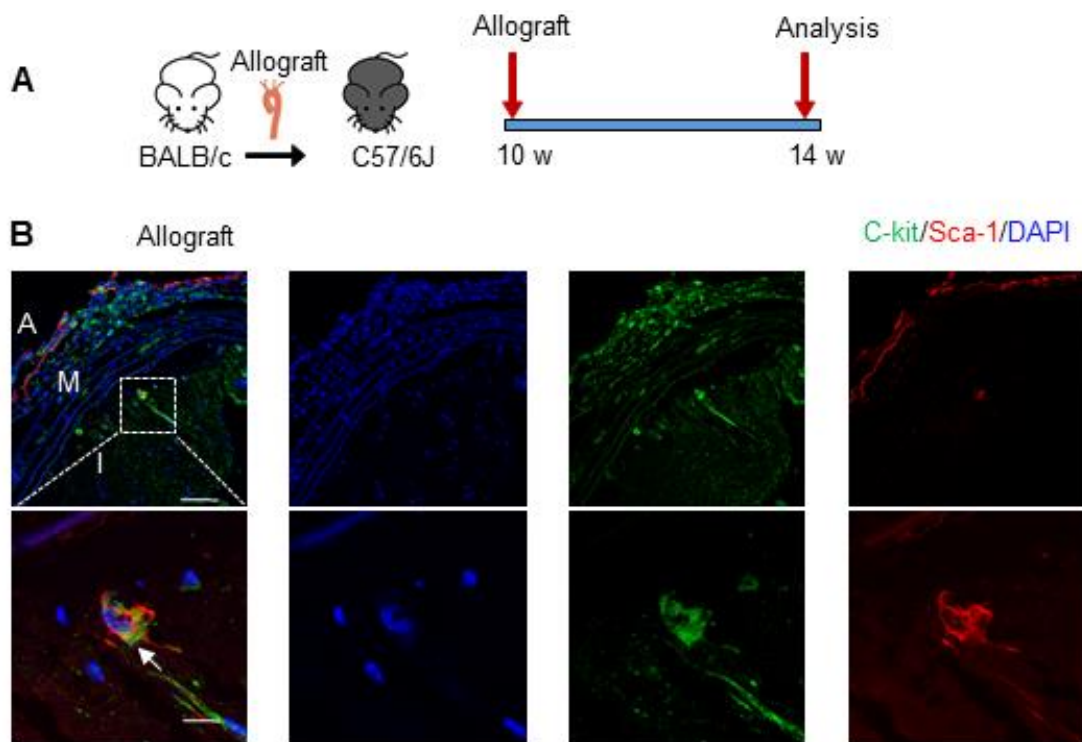 A
Allograft
BALB/c
C57/6J
Allograft
Analysis
10 w
14 w
B
Allograft
C-kit/Sca-1/DAPI
A
M
I